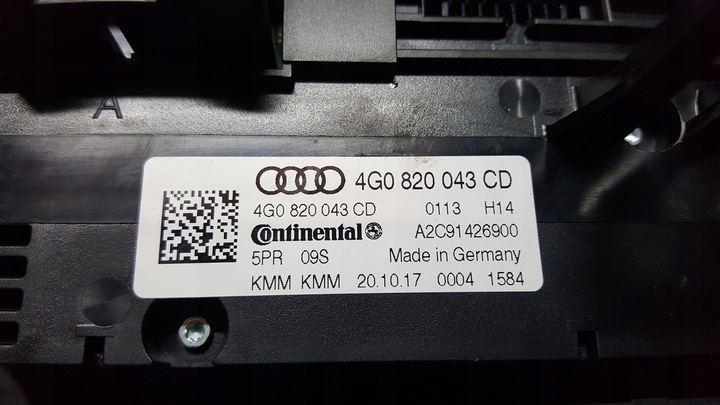 A
4G0 820 043 CD
4G0 820 043 CD 0113 H14
Continental A2C91426900
5PR 09S Made in Germany
KMM KMM 20.10.17 0004 1584